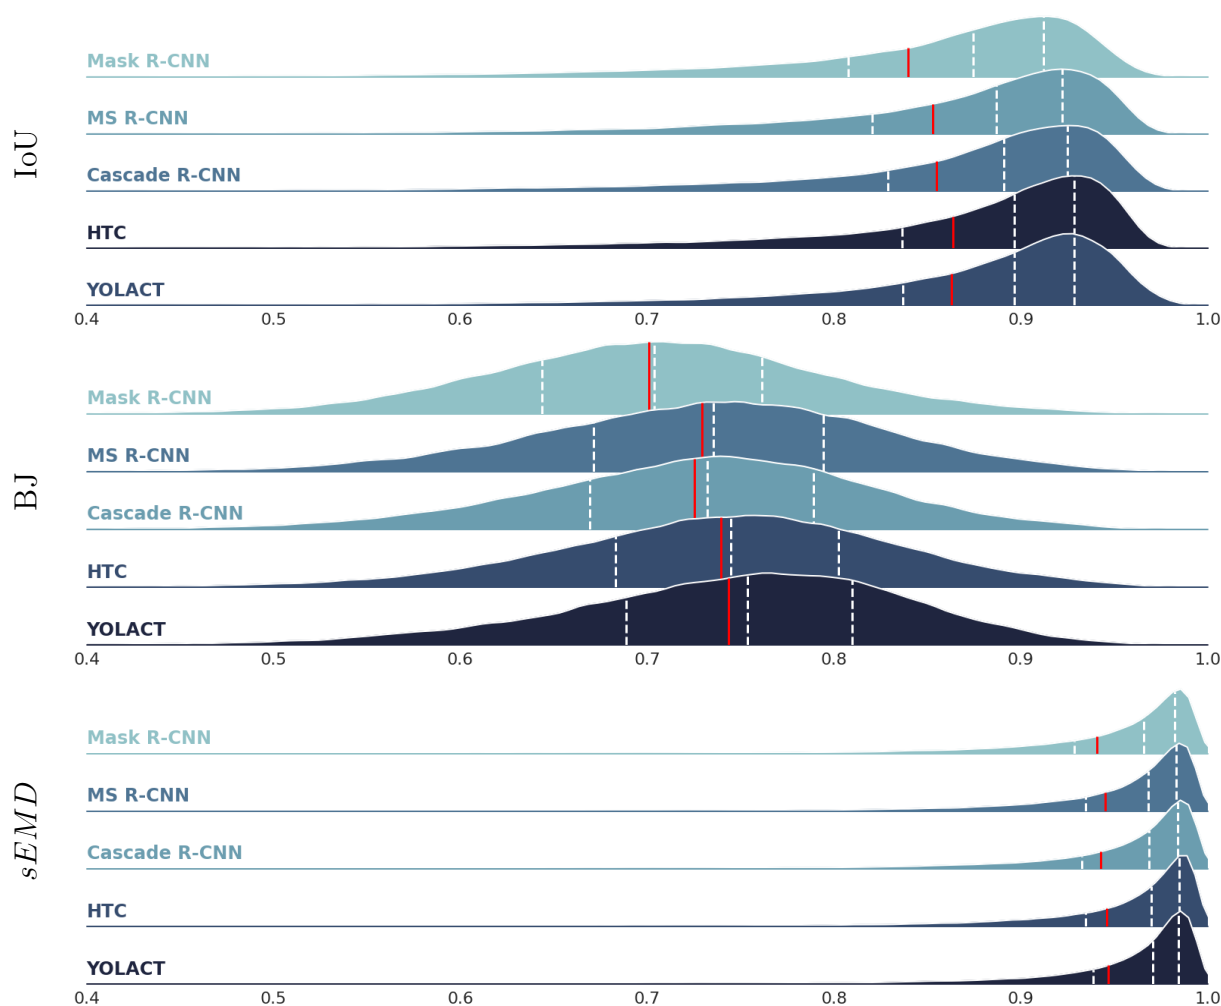 IoU
Mask R-CNN
MS R-CNN
Cascade R-CNN
HTC
YOLACT
0.4 0.5 0.6 0.7 0.8 0.9 1.0
BJ
Mask R-CNN
MS R-CNN
Cascade R-CNN
HTC
YOLACT
0.4 0.5 0.6 0.7 0.8 0.9 1.0
sEMD
Mask R-CNN
MS R-CNN
Cascade R-CNN
HTC
YOLACT
0.4 0.5 0.6 0.7 0.8 0.9 1.0